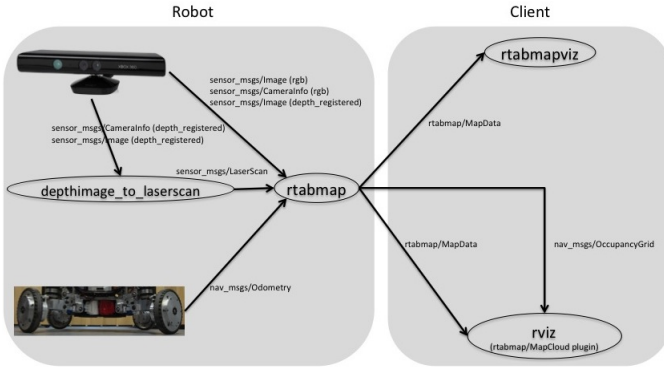 Robot
Client
sensor_msgs/Image (rgb)
sensor_msgs/CameraInfo (rgb)
sensor_msgs/Image (depth_registered)
rtabmapviz
sensor_msgs/CameraInfo (depth_registered)
sensor_msgs/Image (depth_registered)
rtabmap/MapData
sensor_msgs/LaserScan
depthimage_to_laserscan
rtabmap
rtabmap/MapData
nav_msgs/OccupancyGrid
nav_msgs/Odometry
rviz
(rtabmap/MapCloud plugin)